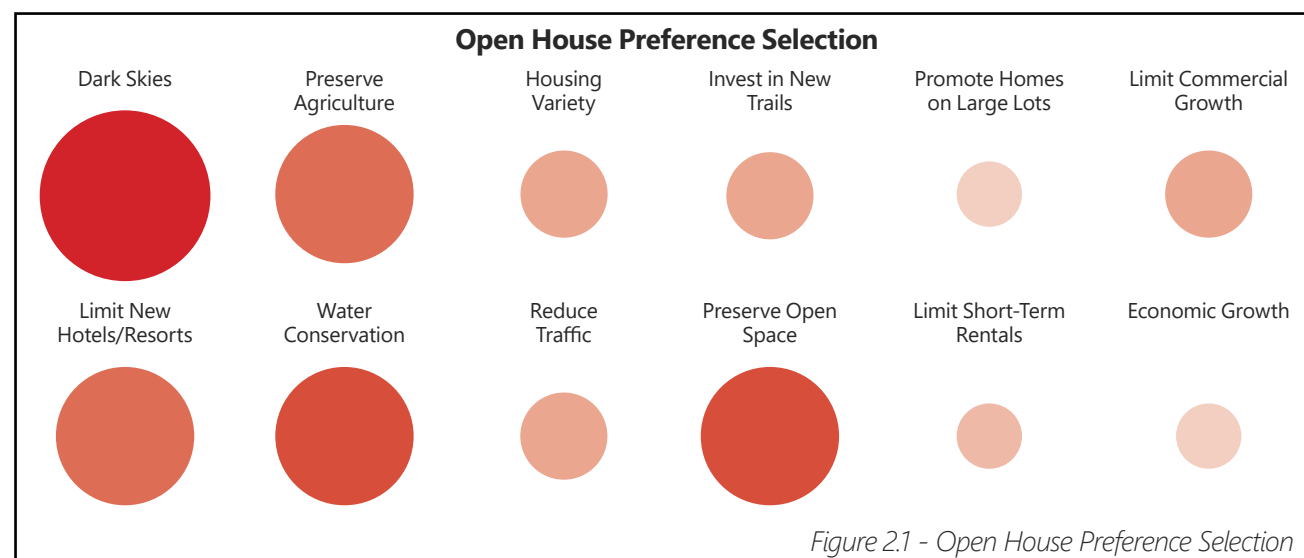 Open House Preference Selection
Dark Skies
Preserve
Agriculture
Housing
Variety
Invest in New
Trails
Promote Homes
on Large Lots
Limit Commercial
Growth
Limit New
Hotels/Resorts
Water
Conservation
Reduce
Traffic
Preserve Open
Space
Limit Short-Term
Rentals
Economic Growth
Figure 2.1 - Open House Preference Selection